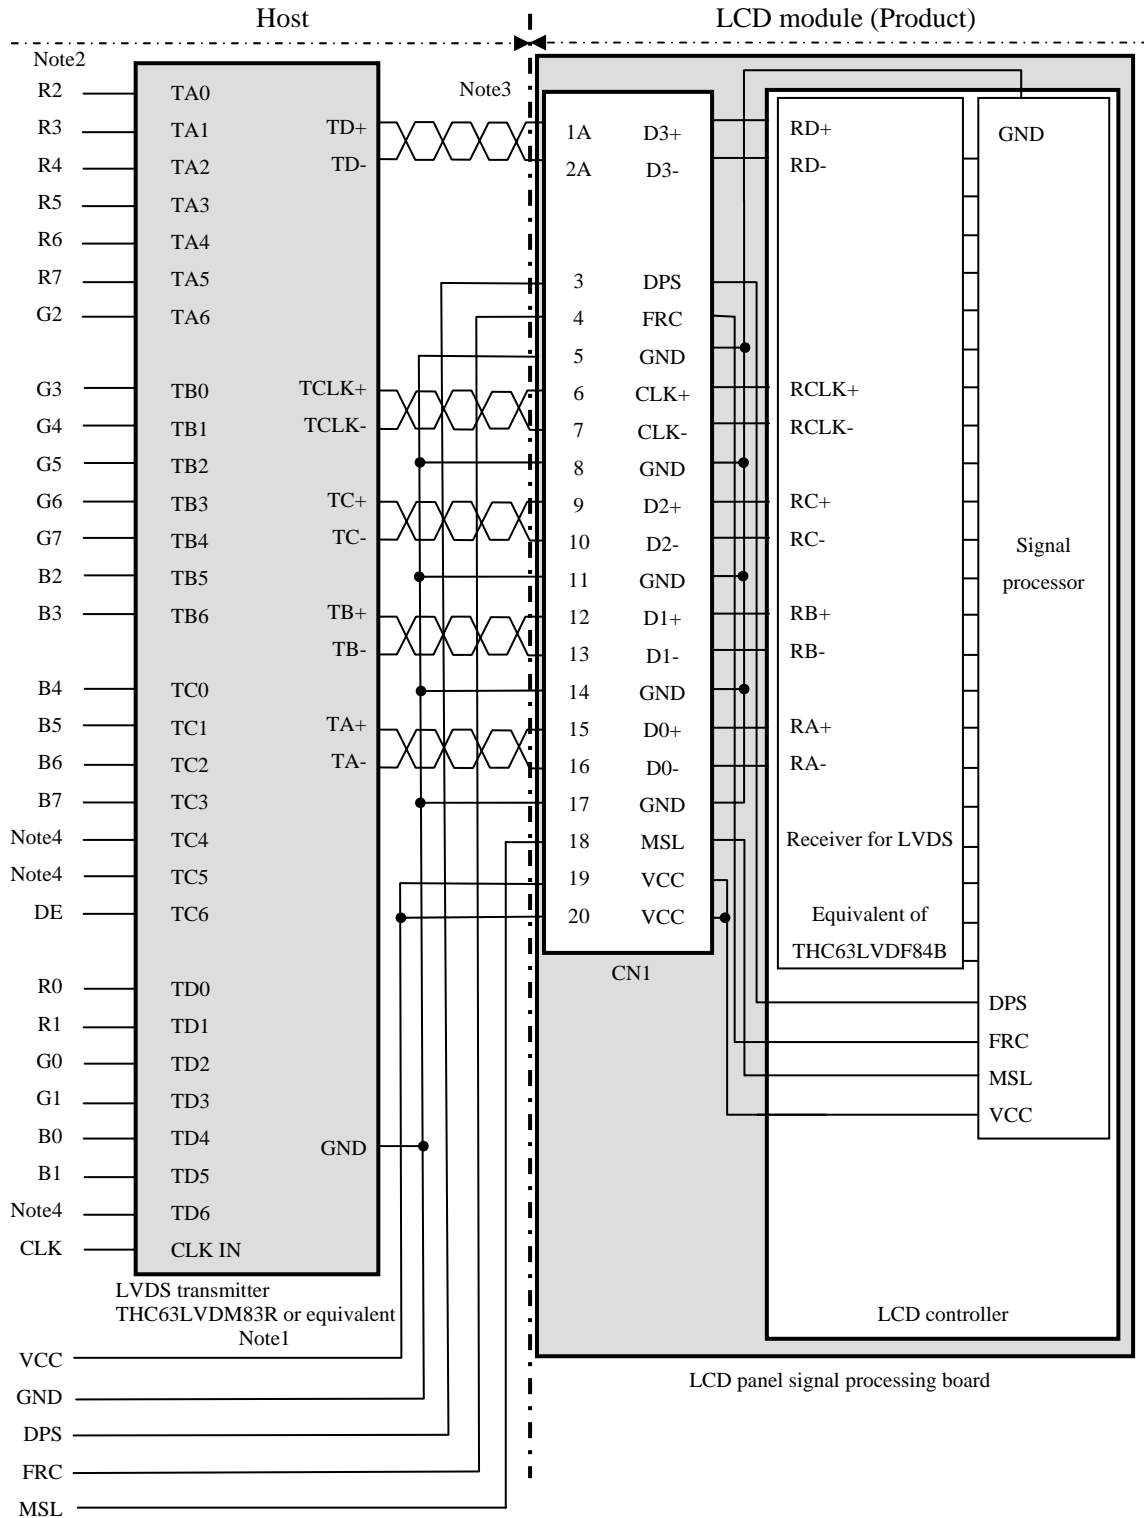 Host
LCD module (Product)
Note2
Note3
R2
R3
R4
R5
R6
R7
G2
G3
G4
G5
G6
G7
B2
B3
B4
B5
B6
B7
Note4
Note4
DE
R0
R1
G0
G1
B0
B1
Note4
CLK
TA0
TA1
TA2
TA3
TA4
TA5
TA6
TB0
TB1
TB2
TB3
TB4
TB5
TB6
TC0
TC1
TC2
TC3
TC4
TC5
TC6
TD0
TD1
TD2
TD3
TD4
TD5
TD6
CLK IN
TD+
TD-
TCLK+
TCLK-
TC+
TC-
TB+
TB-
TA+
TA-
GND
LVDS transmitter
THC63LVDM83R or equivalent
Note1
VCC
GND
DPS
FRC
MSL
1A D3+
2A D3-
3 DPS
4 FRC
5 GND
6 CLK+
7 CLK-
8 GND
9 D2+
10 D2-
11 GND
12 D1+
13 D1-
14 GND
15 D0+
16 D0-
17 GND
18 MSL
19 VCC
20 VCC
CN1
RD+
RD-
RCLK+
RCLK-
RC+
RC-
RB+
RB-
RA+
RA-
Receiver for LVDS
Equivalent of
THC63LVDF84B
GND
Signal
processor
DPS
FRC
MSL
VCC
LCD controller
LCD panel signal processing board